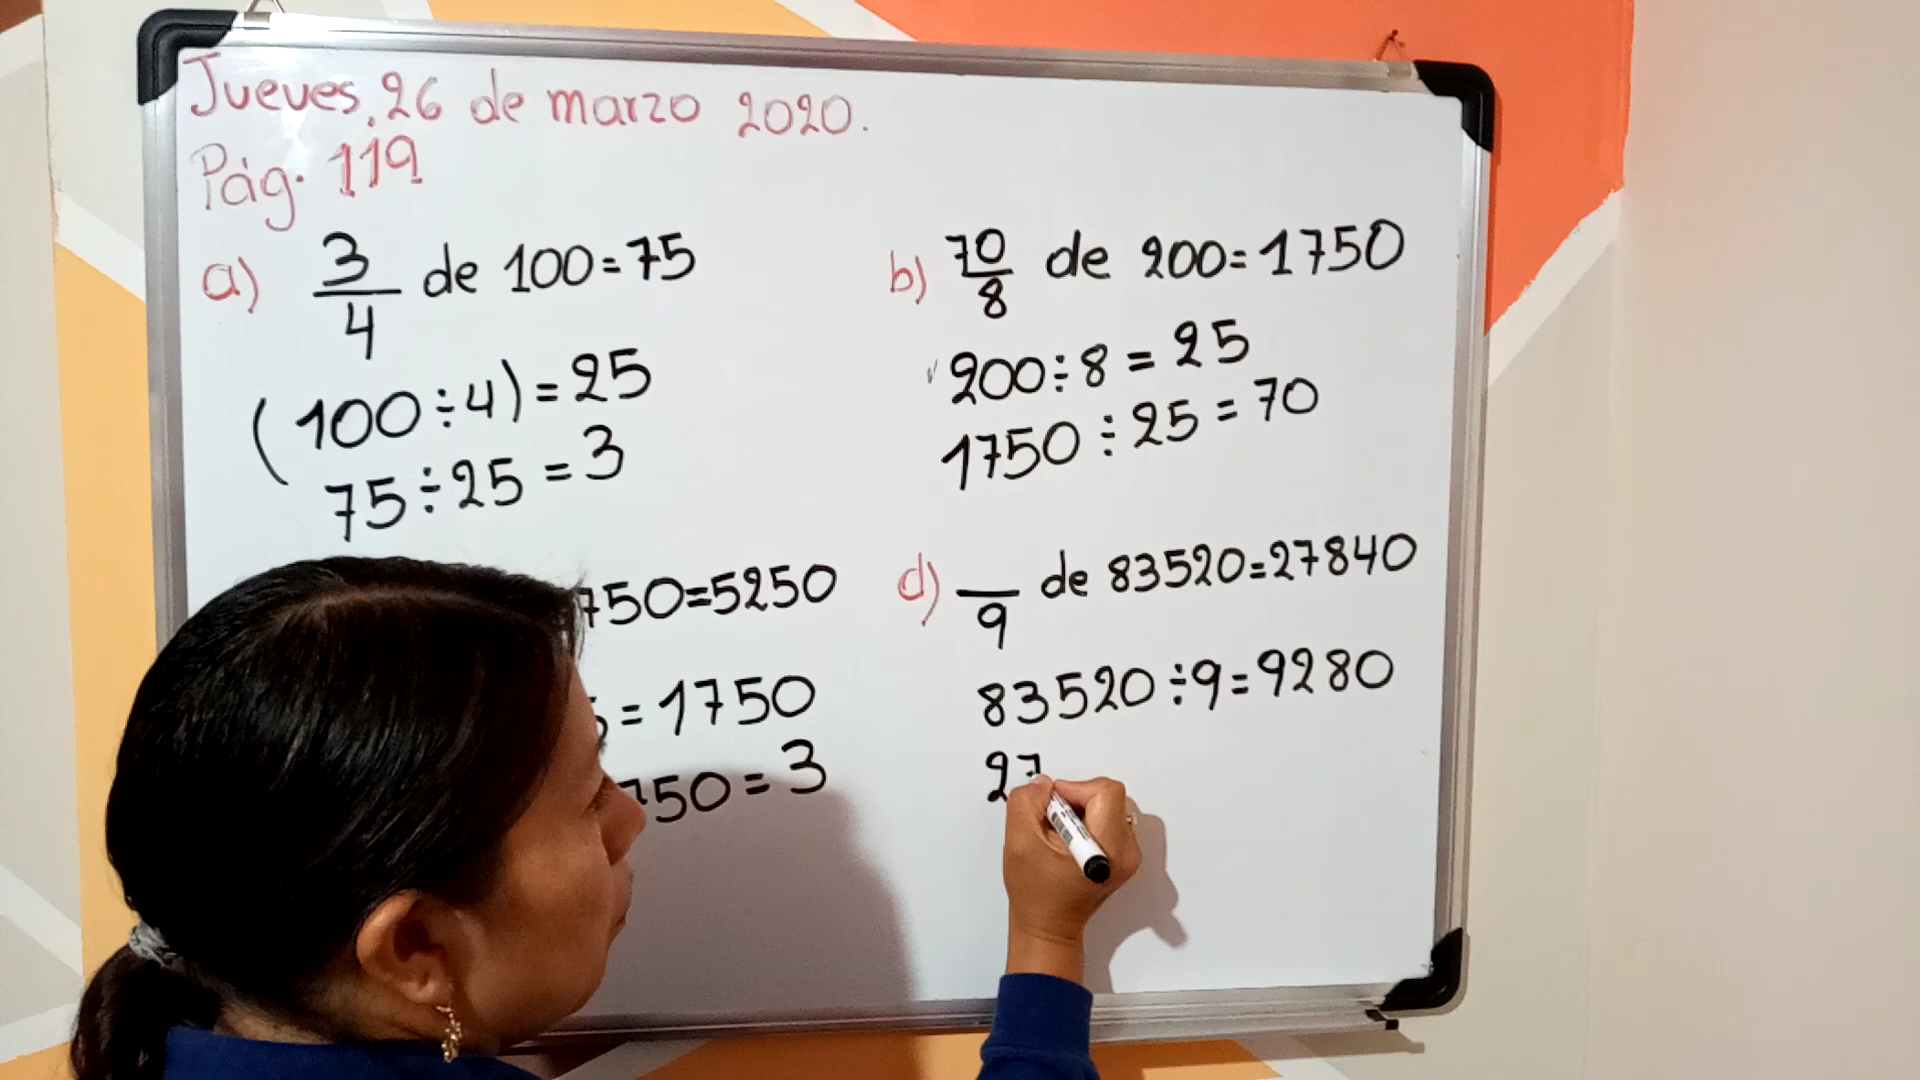 Jueves, 26 de marzo 2020.
Pág. 119
a) 3/4 de 100=75
(100÷4)=25
75÷25=3
b) 70/8 de 200=1750
200÷8=25
1750÷25=70
750=5250
=1750
750=3
d) /9 de 83520=27840
83520÷9=9280
27